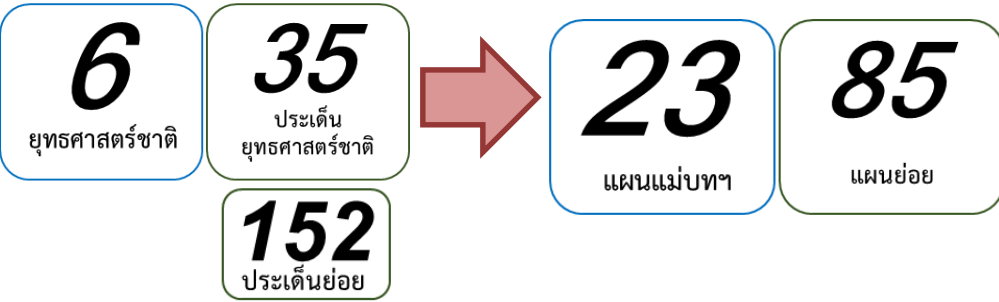 6
ยุทธศาสตร์ชาติ
35
ประเด็น
ยุทธศาสตร์ชาติ
152
ประเด็นย่อย
23
แผนแม่บทฯ
85
แผนย่อย